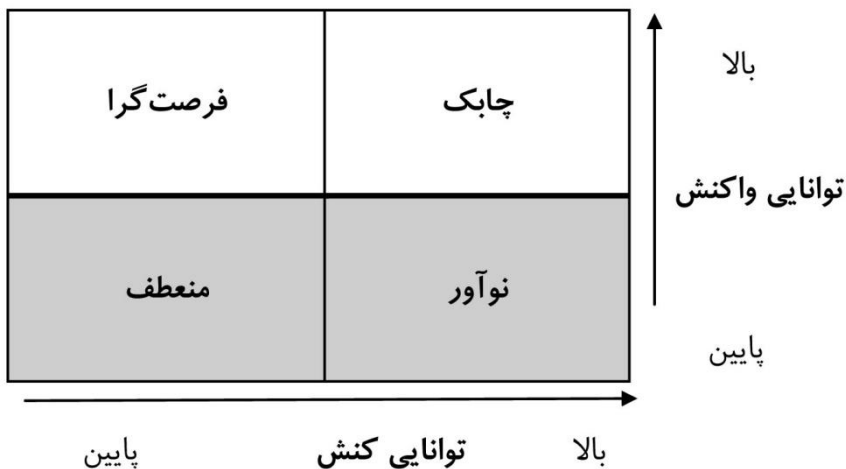 بالا
چابک
فرصت‌گرا
توانایی واکنش
نوآور
منعطف
پایین
بالا
توانایی کنش
پایین